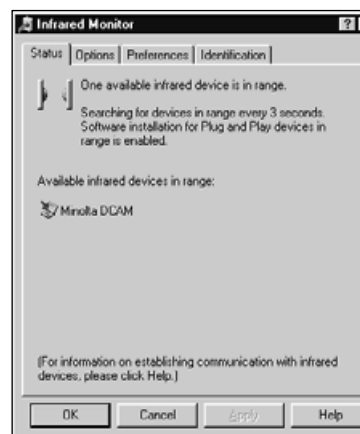 Infrared Monitor
Status Options Preferences Identification
One available infrared device is in range.
Searching for devices in range every 3 seconds.
Software installation for Plug and Play devices in
range is enabled.
Available infrared devices in range:
Minolta DCAM
(For information on establishing communication with infrared
devices, please click Help.)
OK Cancel Apply Help